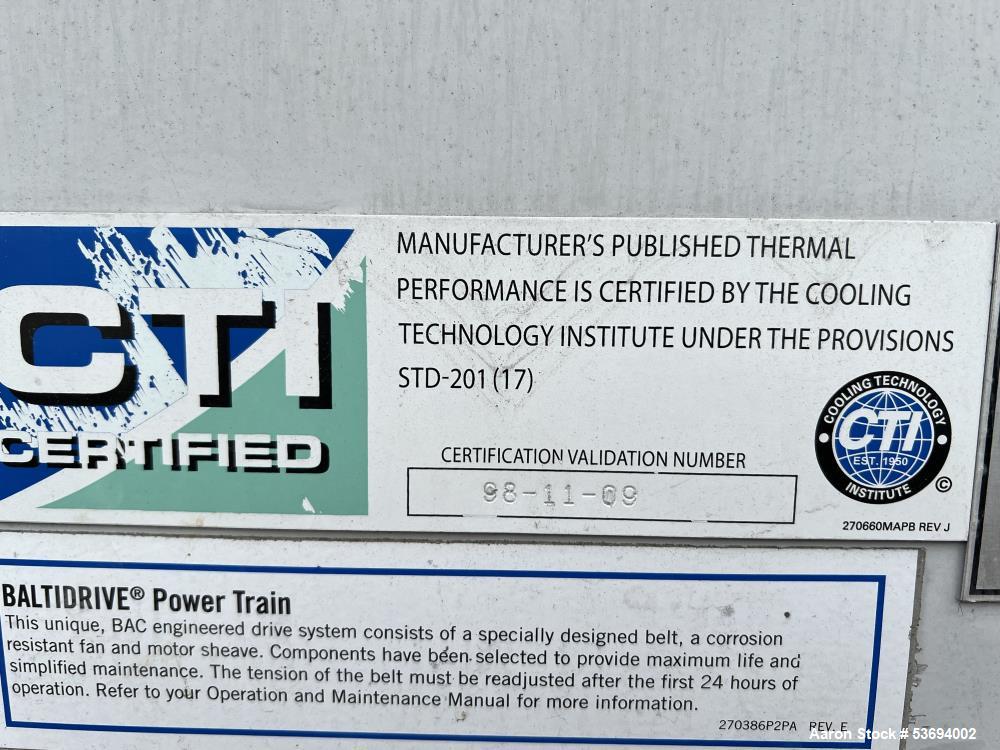 CTI
CERTIFIED
MANUFACTURER'S PUBLISHED THERMAL
PERFORMANCE IS CERTIFIED BY THE COOLING
TECHNOLOGY INSTITUTE UNDER THE PROVISIONS
STD-201 (17)
CERTIFICATION VALIDATION NUMBER
98-11-09
COOLING TECHNOLOGY
CTI
EST. 1950
INSTITUTE
©
270660MAPB REV J
BALTIDRIVE® Power Train
This unique, BAC engineered drive system consists of a specially designed belt, a corrosion
resistant fan and motor sheave. Components have been selected to provide maximum life and
simplified maintenance. The tension of the belt must be readjusted after the first 24 hours of
operation. Refer to your Operation and Maintenance Manual for more information.
270386P2PA REV E
Aaron Stock # 53694002